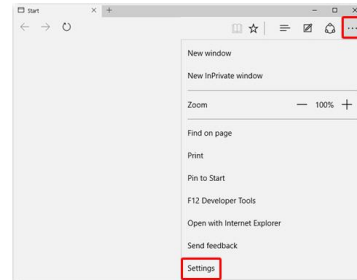 Start
New window
New InPrivate window
Zoom — 100% +
Find on page
Print
Pin to Start
F12 Developer Tools
Open with Internet Explorer
Send feedback
Settings